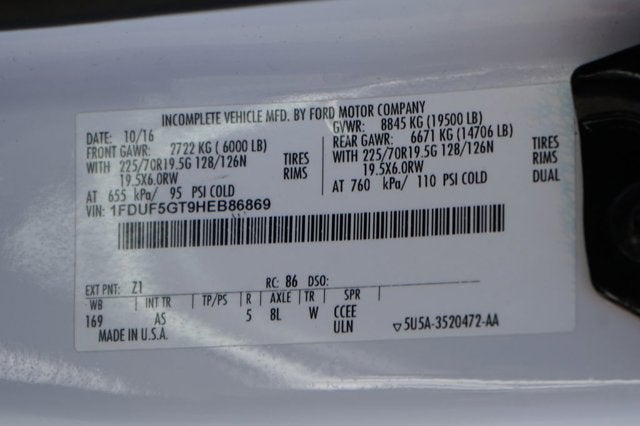 INCOMPLETE VEHICLE MFD. BY FORD MOTOR COMPANY
DATE: 10/16 GVWR: 8845 KG (19500 LB)
FRONT GAWR: 2722 KG ( 6000 LB) REAR GAWR: 6671 KG (14706 LB)
WITH 225/70R19.5G 128/126N TIRES WITH 225/70R19.5G 128/126N TIRES
19.5X6.0RW RIMS 19.5X6.0RW RIMS
AT 655 kPa/ 95 PSI COLD AT 760 kPa/ 110 PSI COLD DUAL
VIN: 1FDUF5GT9HEB86869
EXT PNT: Z1 RC: 86 DSO:
WB INT TR TP/PS R AXLE TR SPR
169 AS 5 8L W CCEE
MADE IN U.S.A. ULN 5U5A-3520472-AA